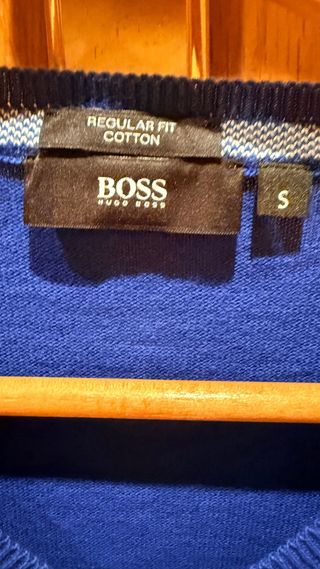 REGULAR FIT
COTTON
BOSS
HUGO BOSS
S